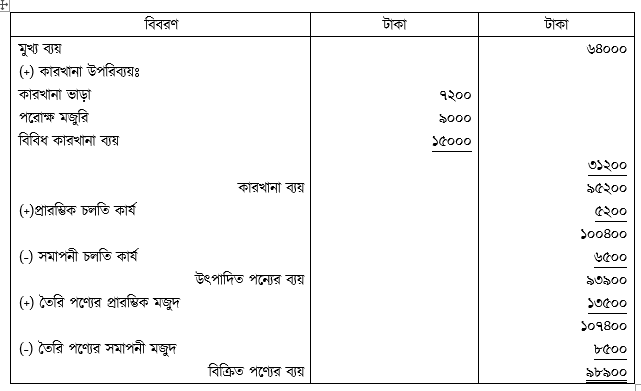 বিবরণ টাকা টাকা
মুখ্য ব্যয় ৬৪০০০
(+) কারখানা উপরিব্যয়ঃ
কারখানা ভাড়া ৭২০০
পরোক্ষ মজুরি ৯০০০
বিবিধ কারখানা ব্যয় ১৫০০০
৩১২০০
কারখানা ব্যয় ৯৫২০০
(+)প্রারম্ভিক চলতি কার্য ৫২০০
১০০৪০০
(-) সমাপনী চলতি কার্য ৬৫০০
উৎপাদিত পন্যের ব্যয় ৯৩৯০০
(+) তৈরি পণ্যের প্রারম্ভিক মজুদ ১৩৫০০
১০৭৪০০
(-) তৈরি পণ্যের সমাপনী মজুদ ৮৫০০
বিক্রিত পণ্যের ব্যয় ৯৮৯০০